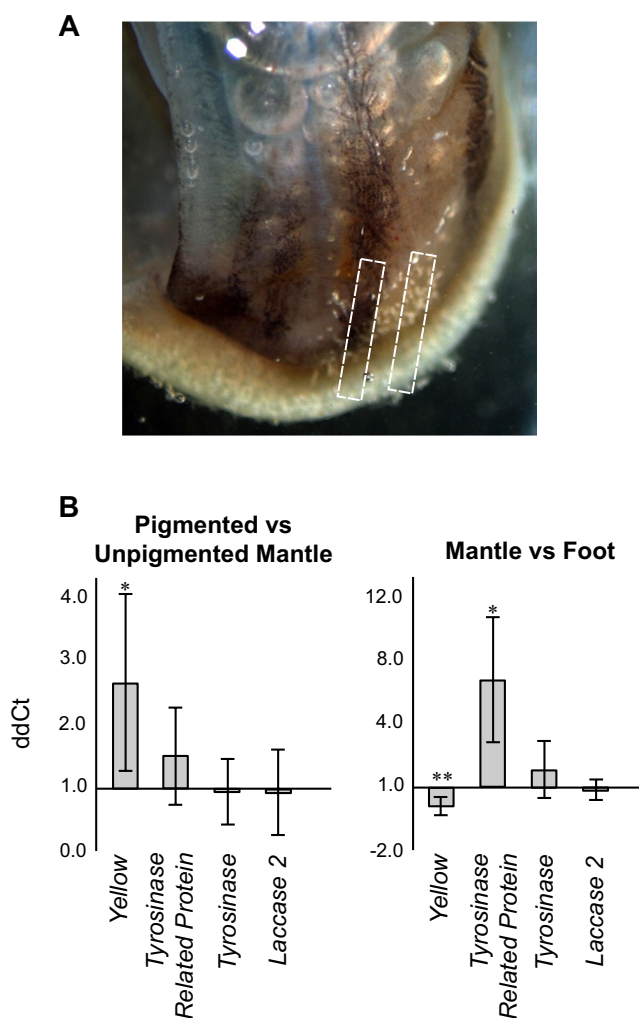 A
B
Pigmented vs
Unpigmented Mantle
ddCt
4.0
*
3.0
2.0
1.0
0.0
Yellow
Tyrosinase
Related Protein
Tyrosinase
Laccase 2
Mantle vs Foot
12.0
*
8.0
4.0
**
1.0
-2.0
Yellow
Tyrosinase
Related Protein
Tyrosinase
Laccase 2